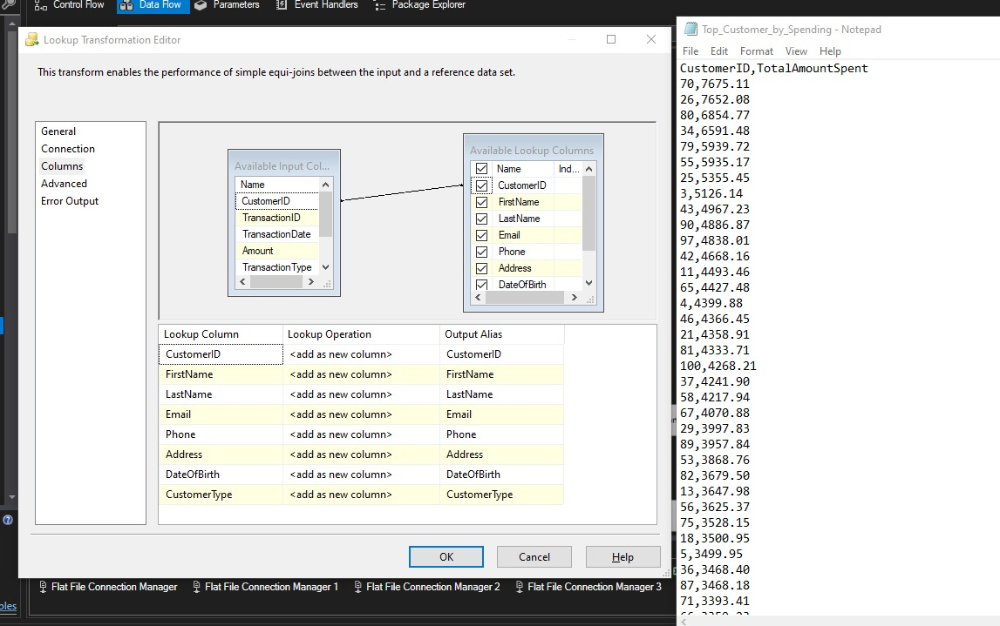 Control Flow
Data Flow
Parameters
Event Handlers
Package Explorer
Lookup Transformation Editor
This transform enables the performance of simple equi-joins between the input and a reference data set.
General
Connection
Columns
Advanced
Error Output
Available Input Col...
Name
CustomerID
TransactionID
TransactionDate
Amount
TransactionType
Available Lookup Columns
Name Ind...
CustomerID
FirstName
LastName
Email
Phone
Address
DateOfBirth
Lookup Column Lookup Operation Output Alias
CustomerID <add as new column> CustomerID
FirstName <add as new column> FirstName
LastName <add as new column> LastName
Email <add as new column> Email
Phone <add as new column> Phone
Address <add as new column> Address
DateOfBirth <add as new column> DateOfBirth
CustomerType <add as new column> CustomerType
OK
Cancel
Help
Flat File Connection Manager
Flat File Connection Manager 1
Flat File Connection Manager 2
Flat File Connection Manager 3
Top_Customer_by_Spending - Notepad
File Edit Format View Help
CustomerID,TotalAmountSpent
70,7675.11
26,7652.08
80,6854.77
34,6591.48
79,5939.72
55,5935.17
25,5355.45
3,5126.14
43,4967.23
90,4886.87
97,4838.01
42,4668.16
11,4493.46
65,4427.48
4,4399.88
46,4366.45
21,4358.91
81,4333.71
100,4268.21
37,4241.90
58,4217.94
67,4070.88
29,3997.83
89,3957.84
53,3868.76
82,3679.50
13,3647.98
56,3625.37
75,3528.15
18,3500.95
5,3499.95
36,3468.40
87,3468.18
71,3393.41